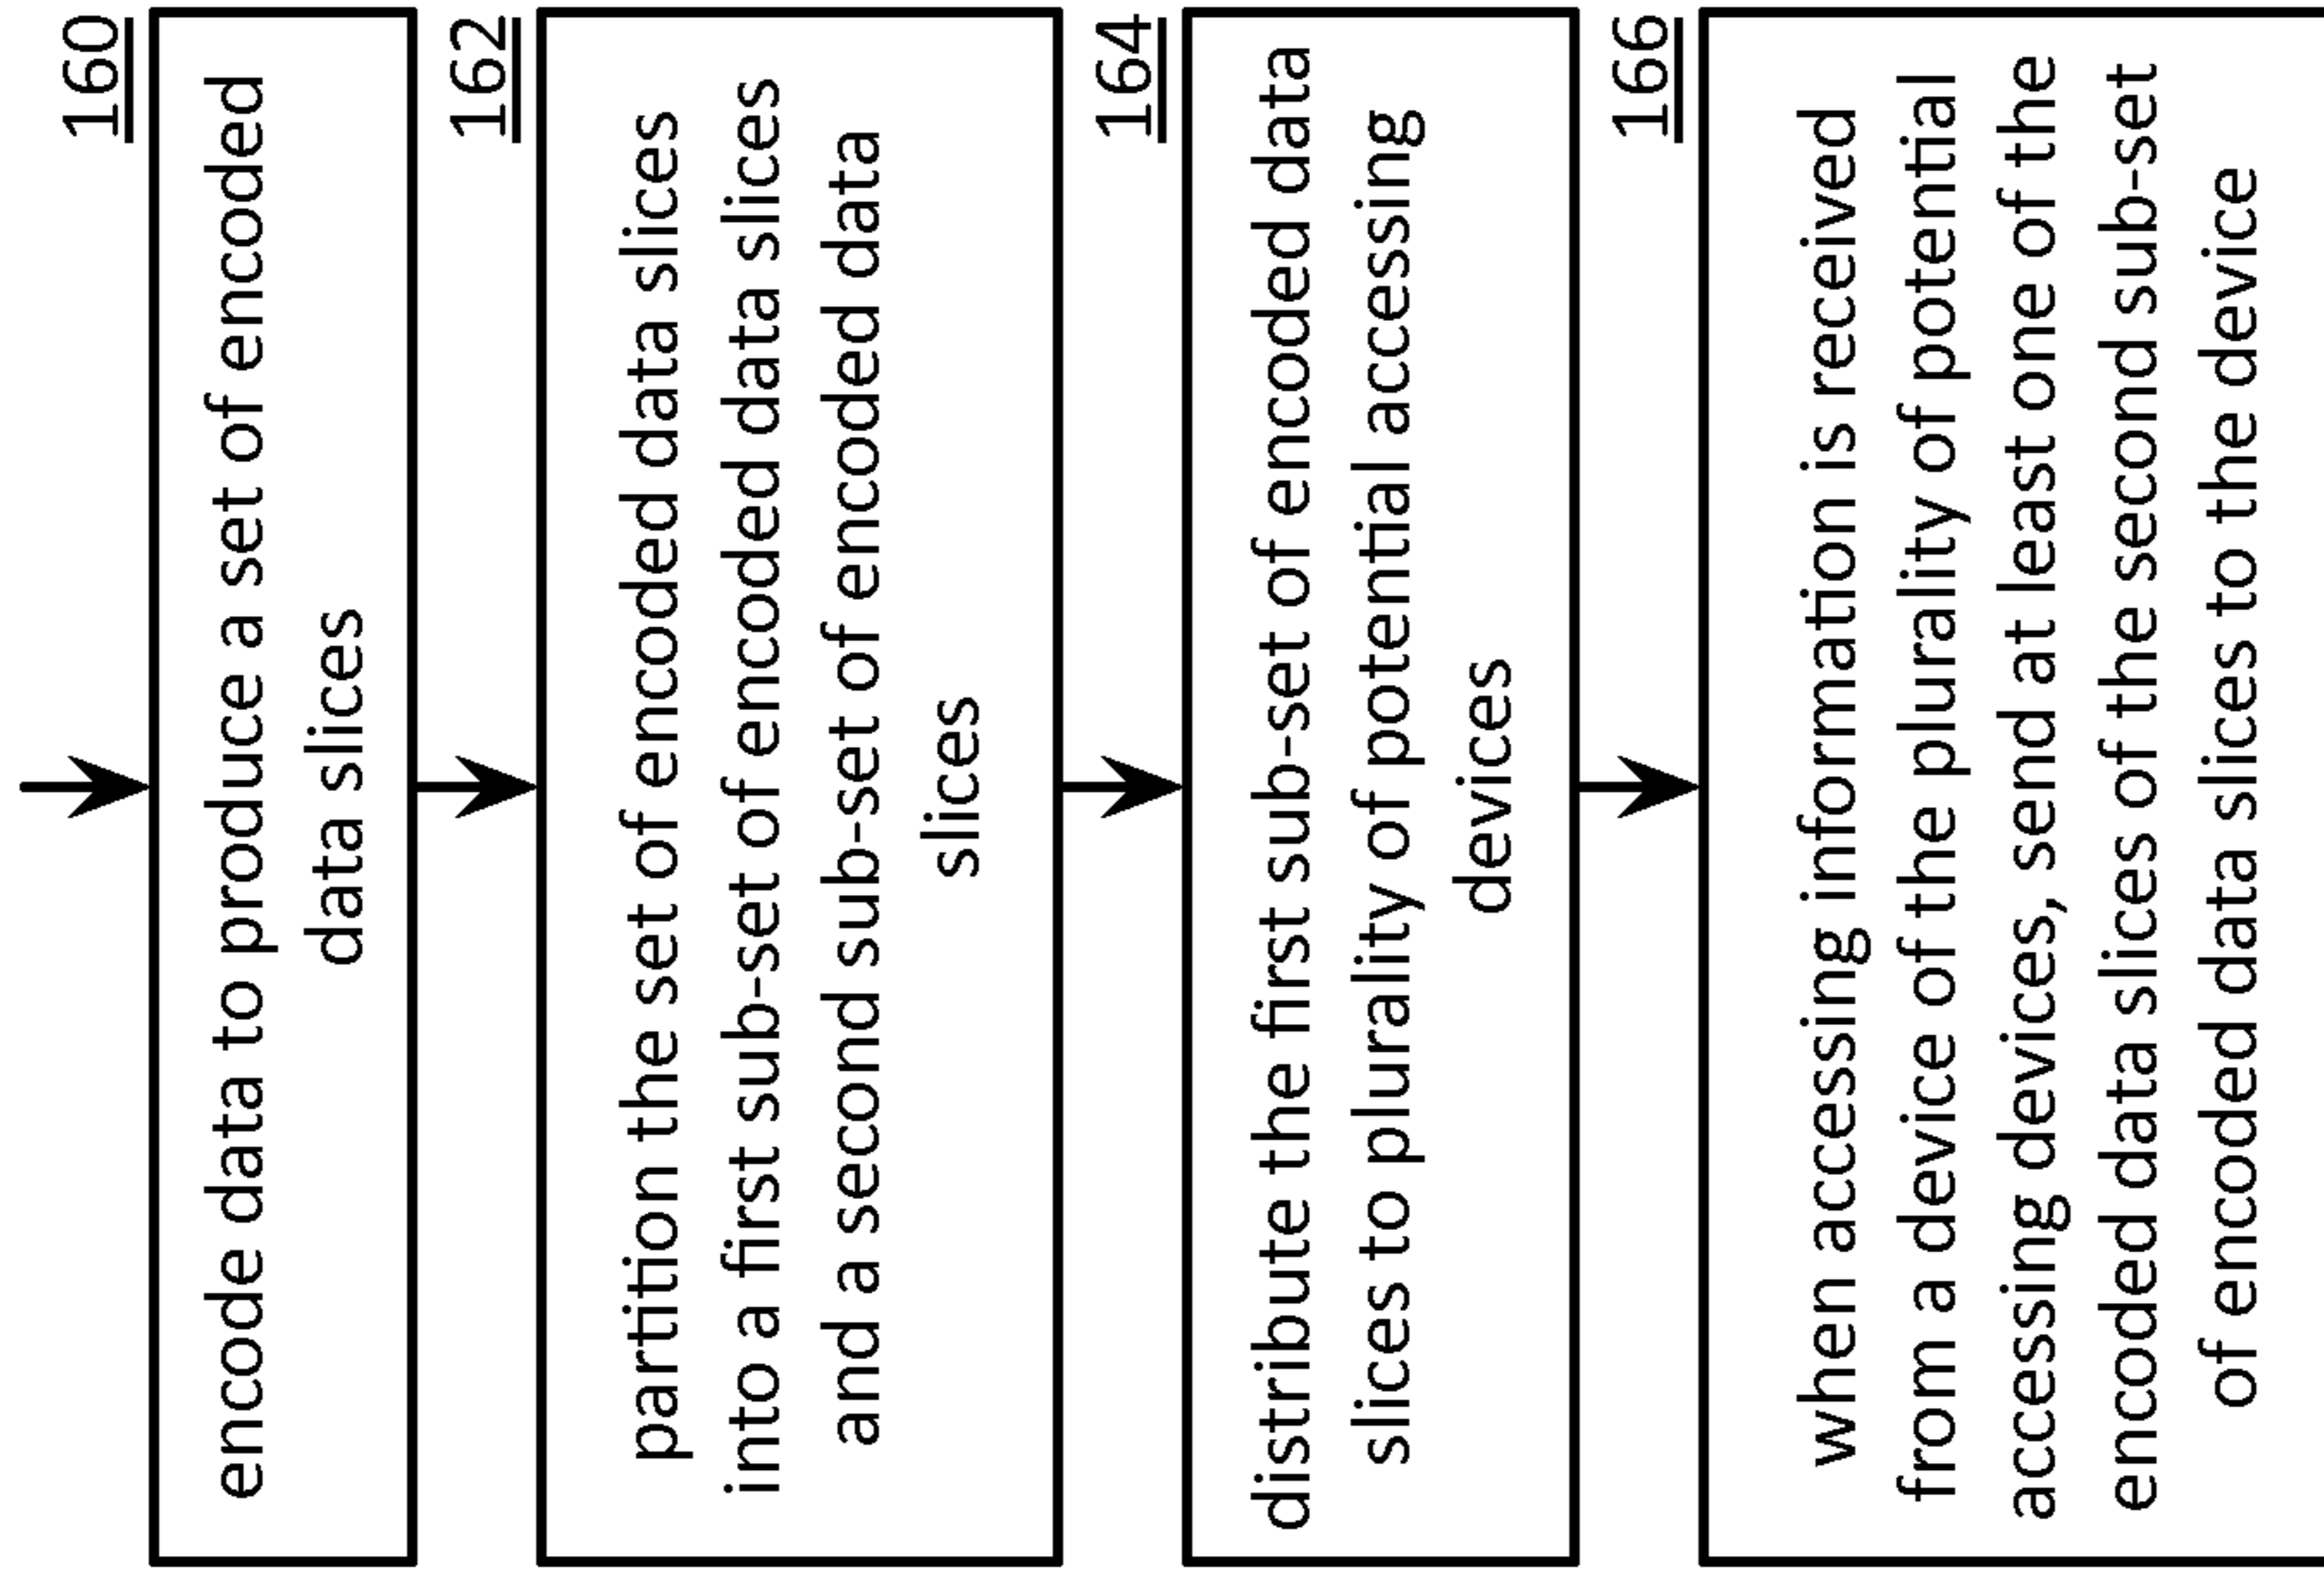 160
encode data to produce a set of encoded
data slices
162
partition the set of encoded data slices
into a first sub-set of encoded data slices
and a second sub-set of encoded data
slices
164
distribute the first sub-set of encoded data
slices to plurality of potential accessing
devices
166
when accessing information is received
from a device of the plurality of potential
accessing devices, send at least one of the
encoded data slices of the second sub-set
of encoded data slices to the device